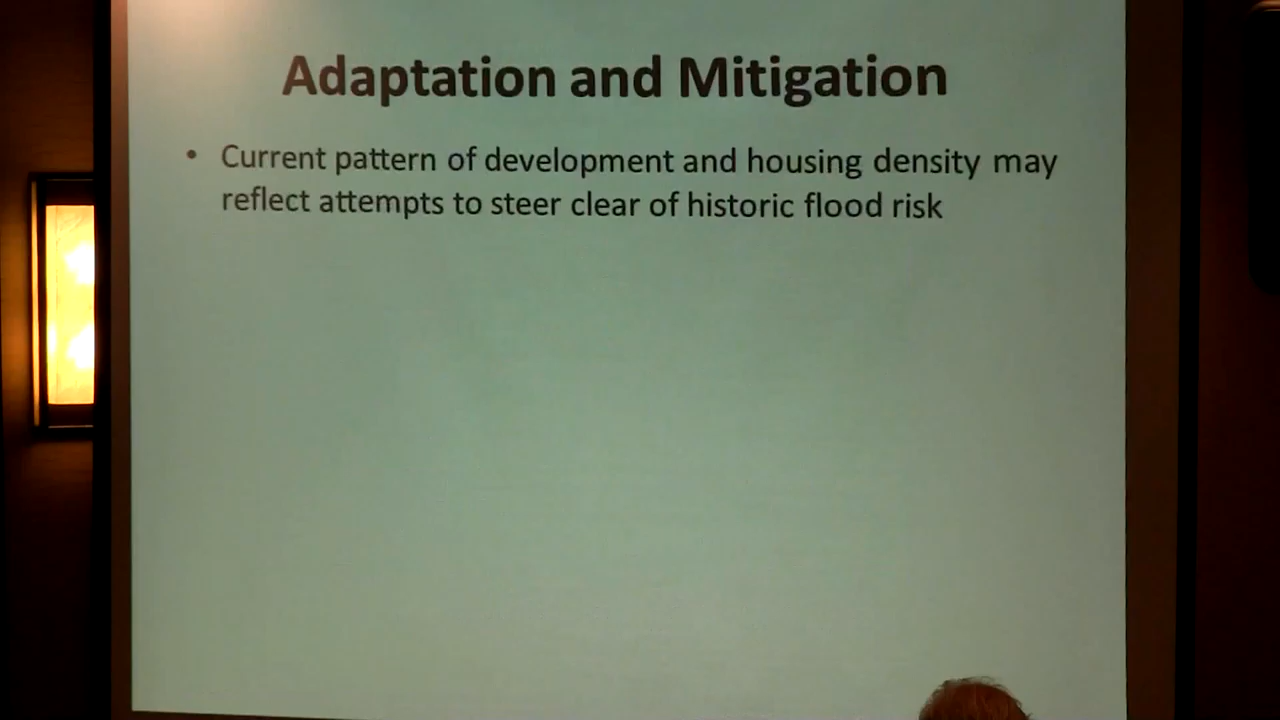 Adaptation and Mitigation
• Current pattern of development and housing density may
reflect attempts to steer clear of historic flood risk